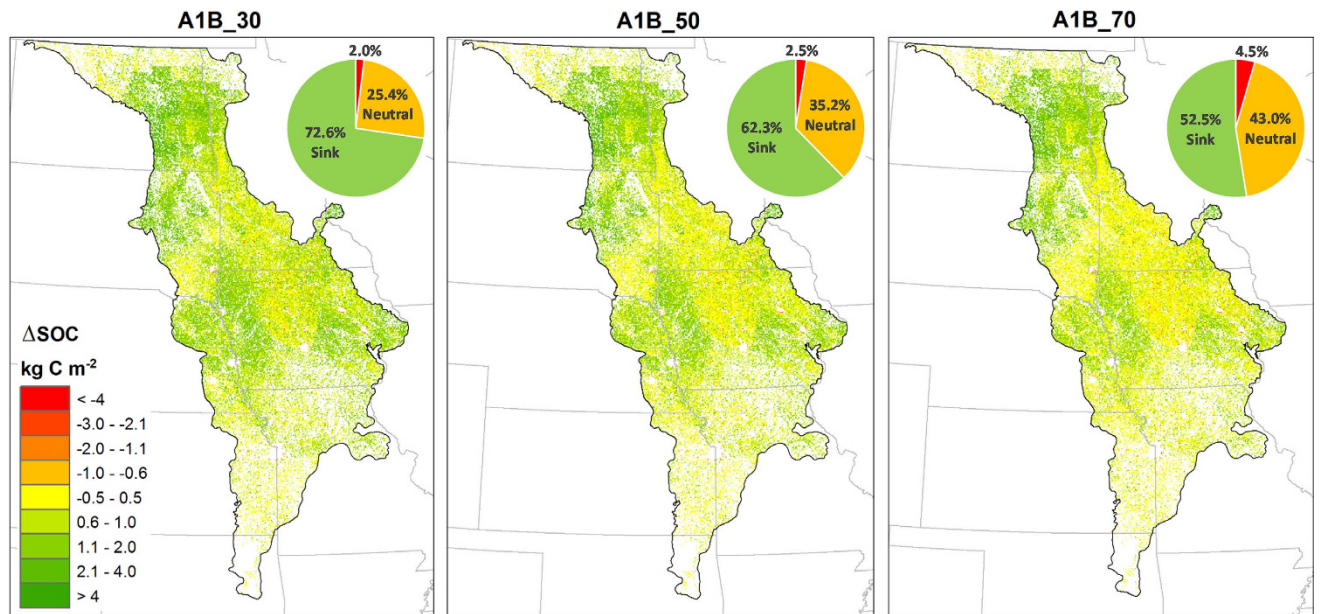 A1B_30
2.0%
25.4%
Neutral
72.6%
Sink
A1B_50
2.5%
35.2%
Neutral
62.3%
Sink
A1B_70
4.5%
43.0%
Neutral
52.5%
Sink
ΔSOC
kg C m⁻²
< -4
-3.0 - -2.1
-2.0 - -1.1
-1.0 - -0.6
-0.5 - 0.5
0.6 - 1.0
1.1 - 2.0
2.1 - 4.0
> 4